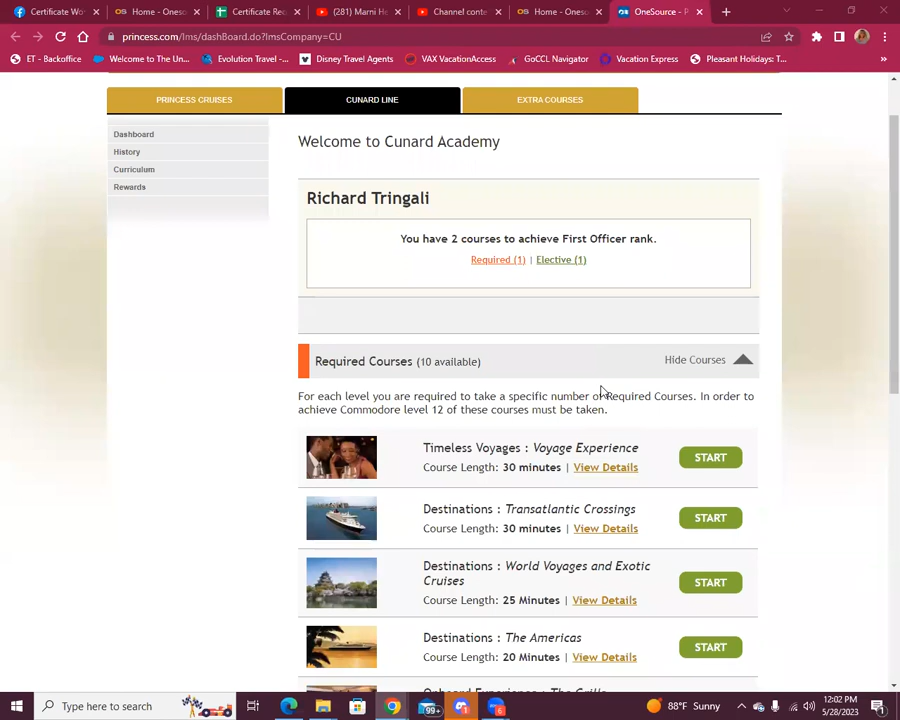 Certificate Wo
Home - Oneso
Certificate Rec
(281) Marni He
Channel conte
Home - Oneso
OneSource - P
princess.com/lms/dashBoard.do?lmsCompany=CU
ET - Backoffice
Welcome to The Un...
Evolution Travel -...
Disney Travel Agents
VAX VacationAccess
GoCCL Navigator
Vacation Express
Pleasant Holidays: T...
PRINCESS CRUISES
CUNARD LINE
EXTRA COURSES
Dashboard
History
Curriculum
Rewards
Welcome to Cunard Academy
Richard Tringali
You have 2 courses to achieve First Officer rank.
Required (1) | Elective (1)
Required Courses (10 available)
Hide Courses
For each level you are required to take a specific number of Required Courses. In order to
achieve Commodore level 12 of these courses must be taken.
Timeless Voyages : Voyage Experience
Course Length: 30 minutes | View Details
START
Destinations : Transatlantic Crossings
Course Length: 30 minutes | View Details
START
Destinations : World Voyages and Exotic
Cruises
Course Length: 25 Minutes | View Details
START
Destinations : The Americas
Course Length: 20 Minutes | View Details
START
Onboard Experience : The Grills
Type here to search
99+
88°F Sunny
12:02 PM
5/28/2023